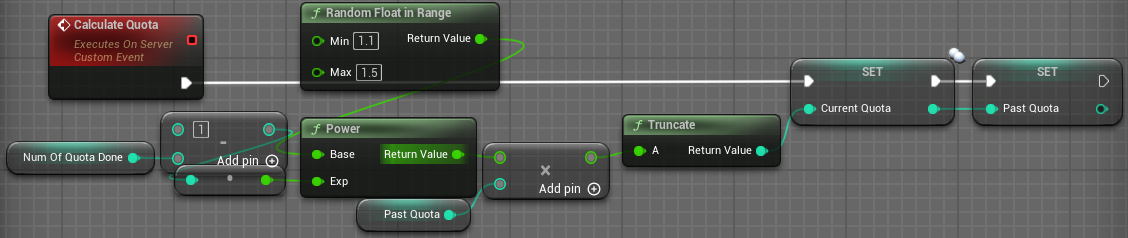 Calculate Quota
Executes On Server
Custom Event
Random Float in Range
Min 1.1
Return Value
Max 1.5
SET
Current Quota
SET
Past Quota
Num Of Quota Done
1
-
Add pin
Power
Base
Return Value
Exp
×
Add pin
Past Quota
Truncate
A
Return Value